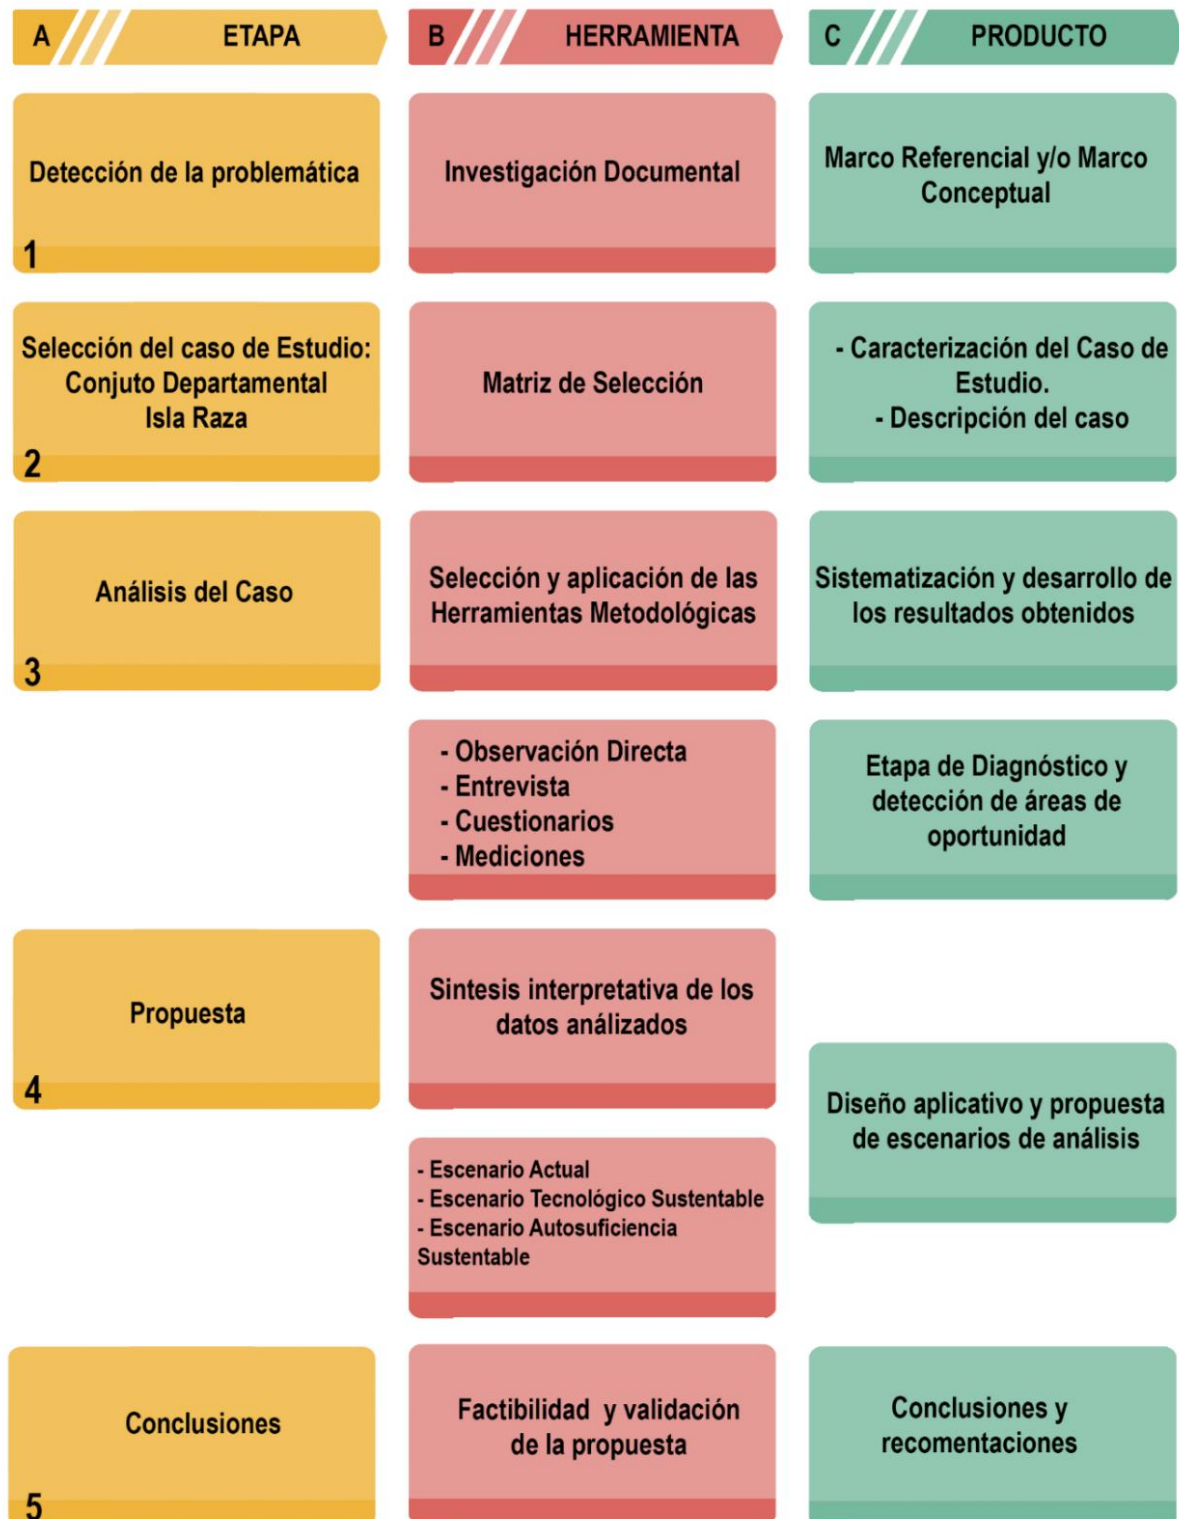 A ETAPA
B HERRAMIENTA
C PRODUCTO
Detección de la problemática
1
Investigación Documental
Marco Referencial y/o Marco
Conceptual
Selección del caso de Estudio:
Conjuto Departamental
Isla Raza
2
Matriz de Selección
- Caracterización del Caso de
Estudio.
- Descripción del caso
Análisis del Caso
3
Selección y aplicación de las
Herramientas Metodológicas
Sistematización y desarrollo de
los resultados obtenidos
- Observación Directa
- Entrevista
- Cuestionarios
- Mediciones
Etapa de Diagnóstico y
detección de áreas de
oportunidad
Propuesta
4
Sintesis interpretativa de los
datos análizados
Diseño aplicativo y propuesta
de escenarios de análisis
- Escenario Actual
- Escenario Tecnológico Sustentable
- Escenario Autosuficiencia
Sustentable
Conclusiones
5
Factibilidad y validación
de la propuesta
Conclusiones y
recomentaciones